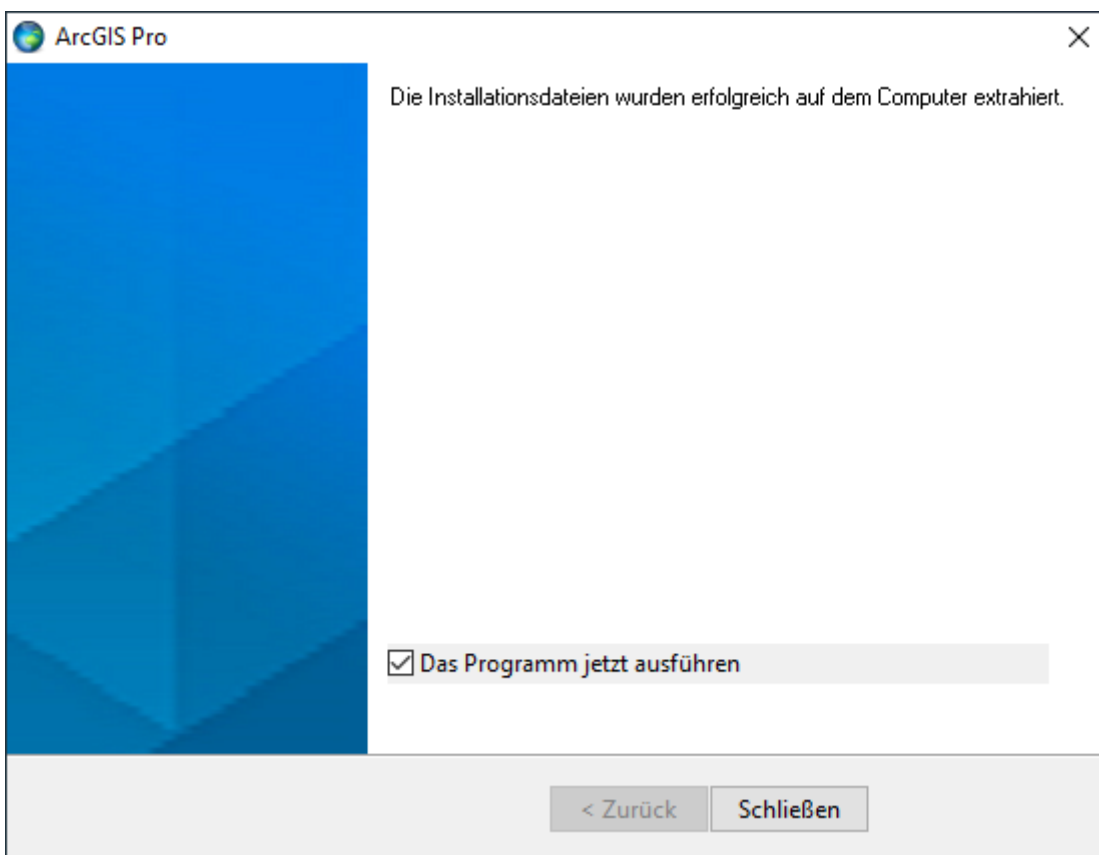 ArcGIS Pro
Die Installationsdateien wurden erfolgreich auf dem Computer extrahiert.
Das Programm jetzt ausführen
< Zurück
Schließen